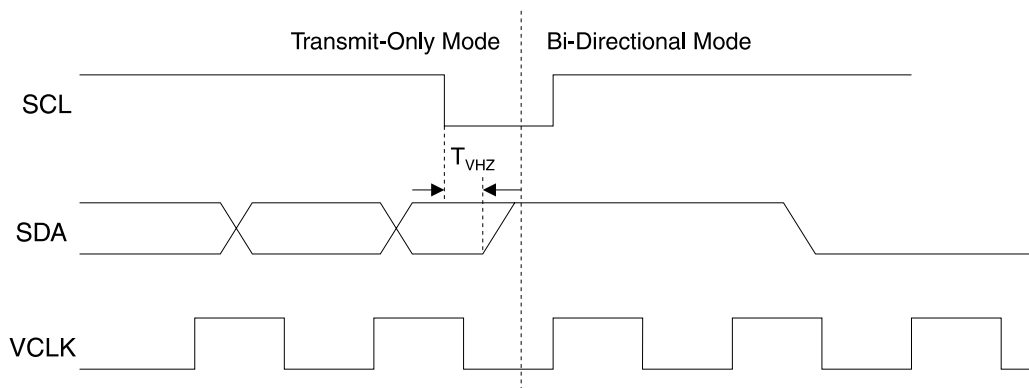 Transmit-Only Mode
Bi-Directional Mode
SCL
TVHZ
SDA
VCLK